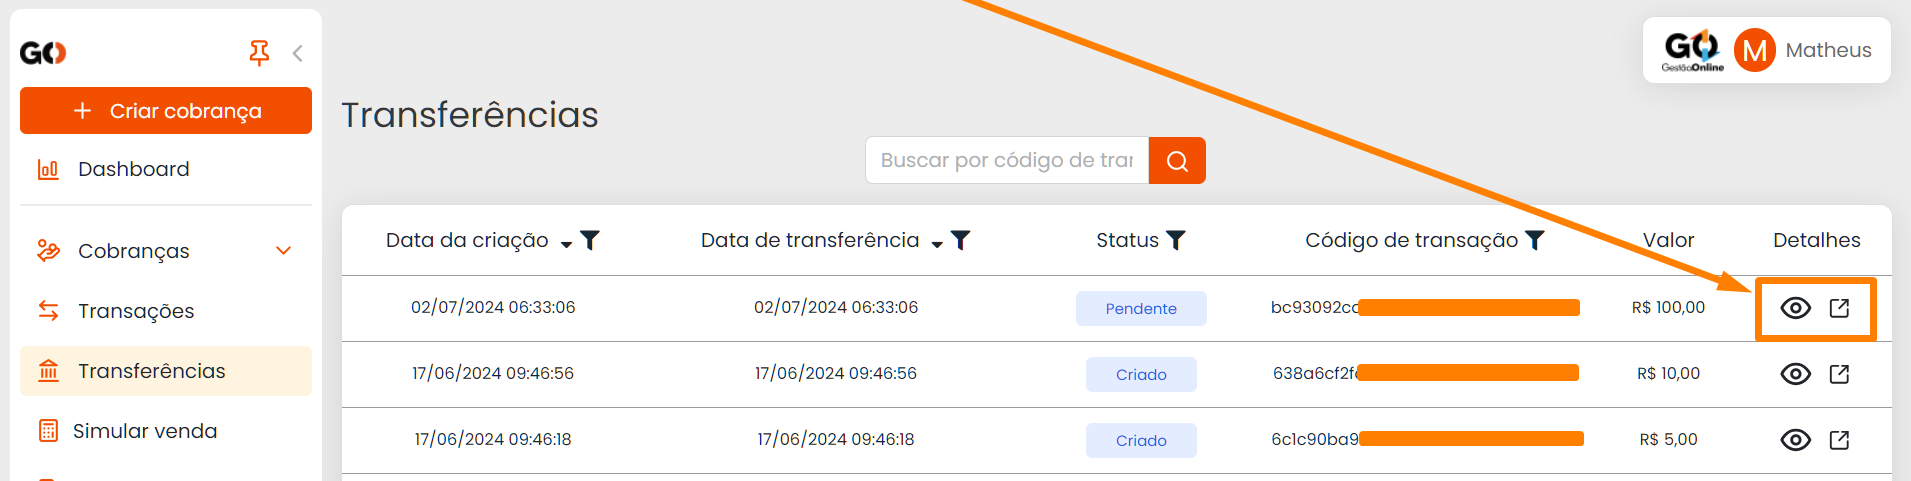 GO
+ Criar cobrança
Dashboard
Cobranças
Transações
Transferências
Simular venda
GO
GestãoOnline
M
Matheus
Transferências
Buscar por código de trar
Data da criação Data de transferência Status Código de transação Valor Detalhes
02/07/2024 06:33:06 02/07/2024 06:33:06 Pendente bc93092cc R$ 100,00
17/06/2024 09:46:56 17/06/2024 09:46:56 Criado 638a6cf2f R$ 10,00
17/06/2024 09:46:18 17/06/2024 09:46:18 Criado 6c1c90ba9 R$ 5,00